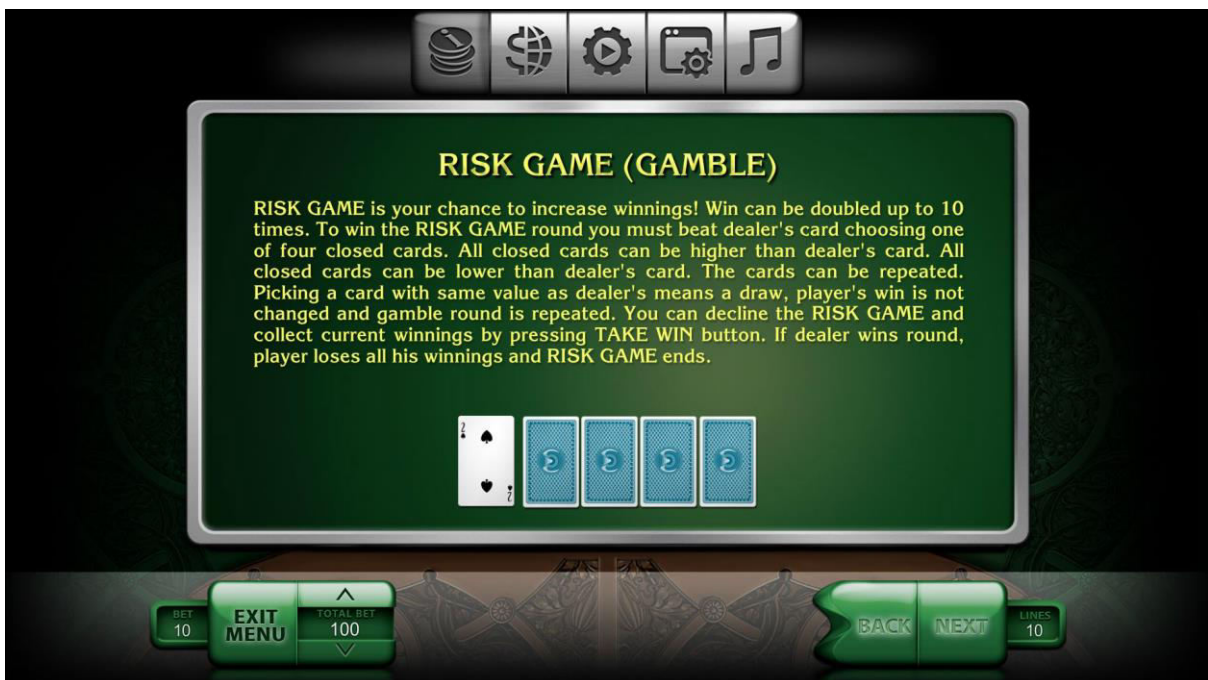 RISK GAME (GAMBLE)
RISK GAME is your chance to increase winnings! Win can be doubled up to 10
times. To win the RISK GAME round you must beat dealer's card choosing one
of four closed cards. All closed cards can be higher than dealer's card. All
closed cards can be lower than dealer's card. The cards can be repeated.
Picking a card with same value as dealer's means a draw, player's win is not
changed and gamble round is repeated. You can decline the RISK GAME and
collect current winnings by pressing TAKE WIN button. If dealer wins round,
player loses all his winnings and RISK GAME ends.
2
2
BET
10
EXIT
MENU
TOTAL BET
100
BACK
NEXT
LINES
10